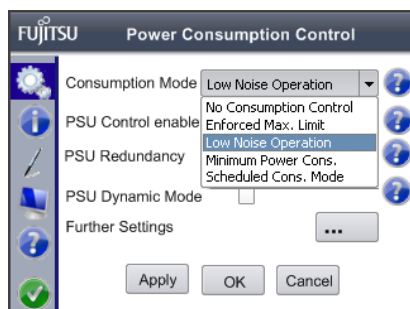 FUJITSU Power Consumption Control
Consumption Mode Low Noise Operation
No Consumption Control
PSU Control enable Enforced Max. Limit
Low Noise Operation
PSU Redundancy Minimum Power Cons.
Scheduled Cons. Mode
PSU Dynamic Mode
Further Settings ...
Apply OK Cancel